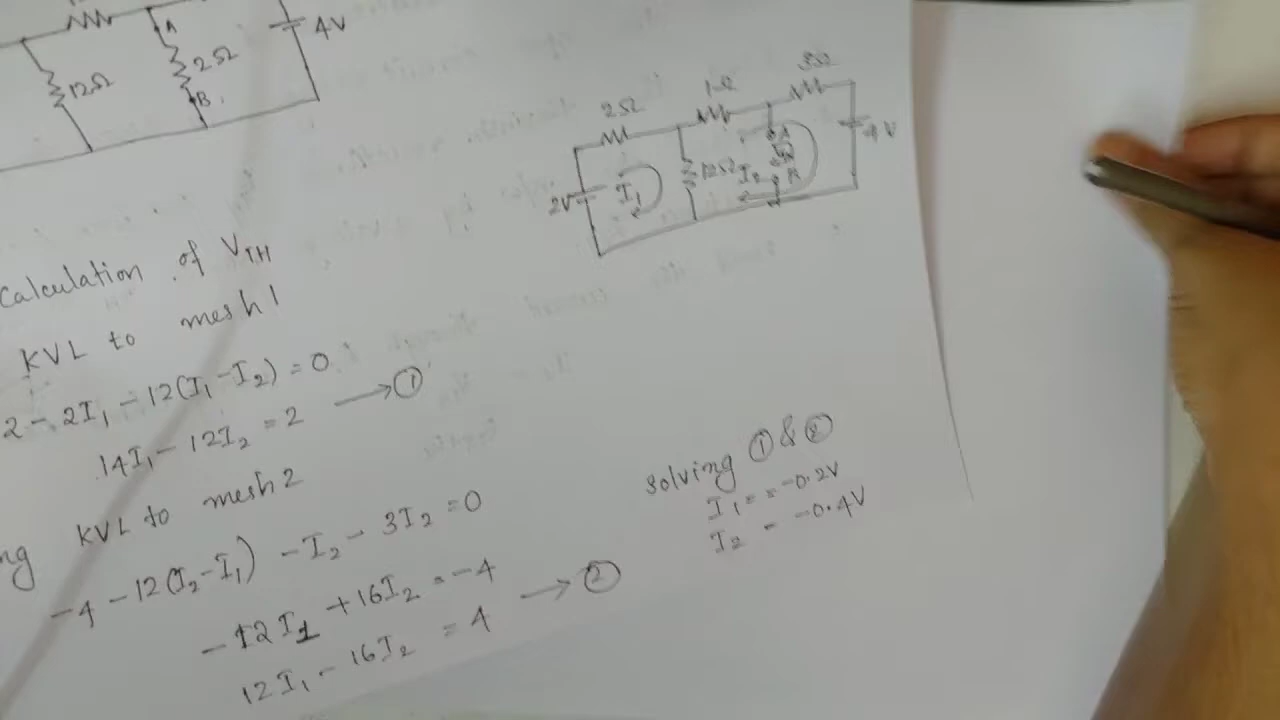 4V
12Ω
A
2Ω
B
2Ω
1Ω
3Ω
2V
I1
12Ω
I2
A
4V
Calculation of VTH
KVL to mesh 1
2 - 2I1 - 12(I1 - I2) = 0
14I1 - 12I2 = 2 → ①
ng KVL to mesh 2
-4 - 12(I2 - I1) - I2 - 3I2 = 0
-12I1 + 16I2 = -4
12I1 - 16I2 = 4 → ②
solving ① & ②
I1 = = -0.2V
I2 = -0.4V